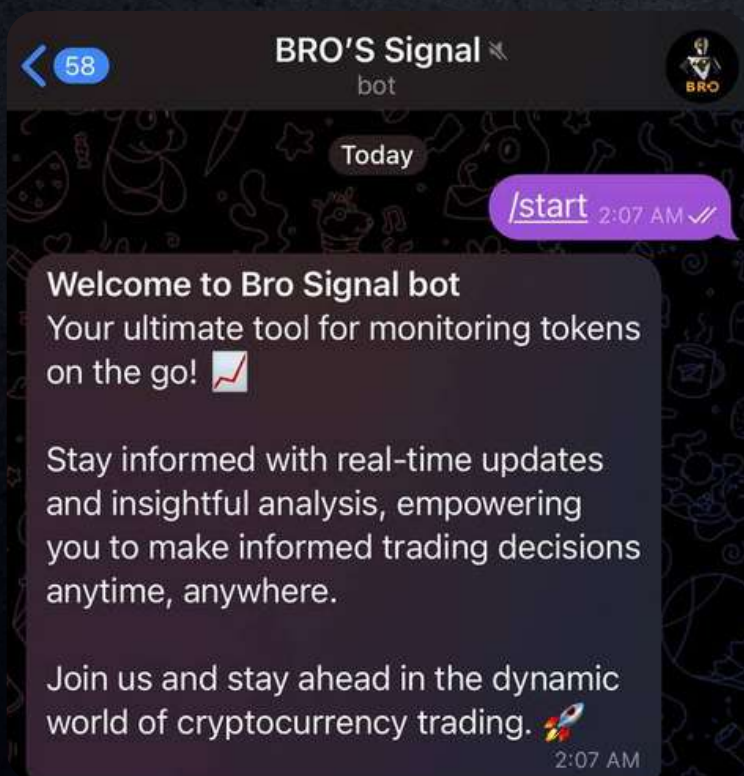 58
BRO'S Signal
bot
BRO
Today
/start 2:07 AM
Welcome to Bro Signal bot
Your ultimate tool for monitoring tokens
on the go! 📈
Stay informed with real-time updates
and insightful analysis, empowering
you to make informed trading decisions
anytime, anywhere.
Join us and stay ahead in the dynamic
world of cryptocurrency trading. 🚀
2:07 AM